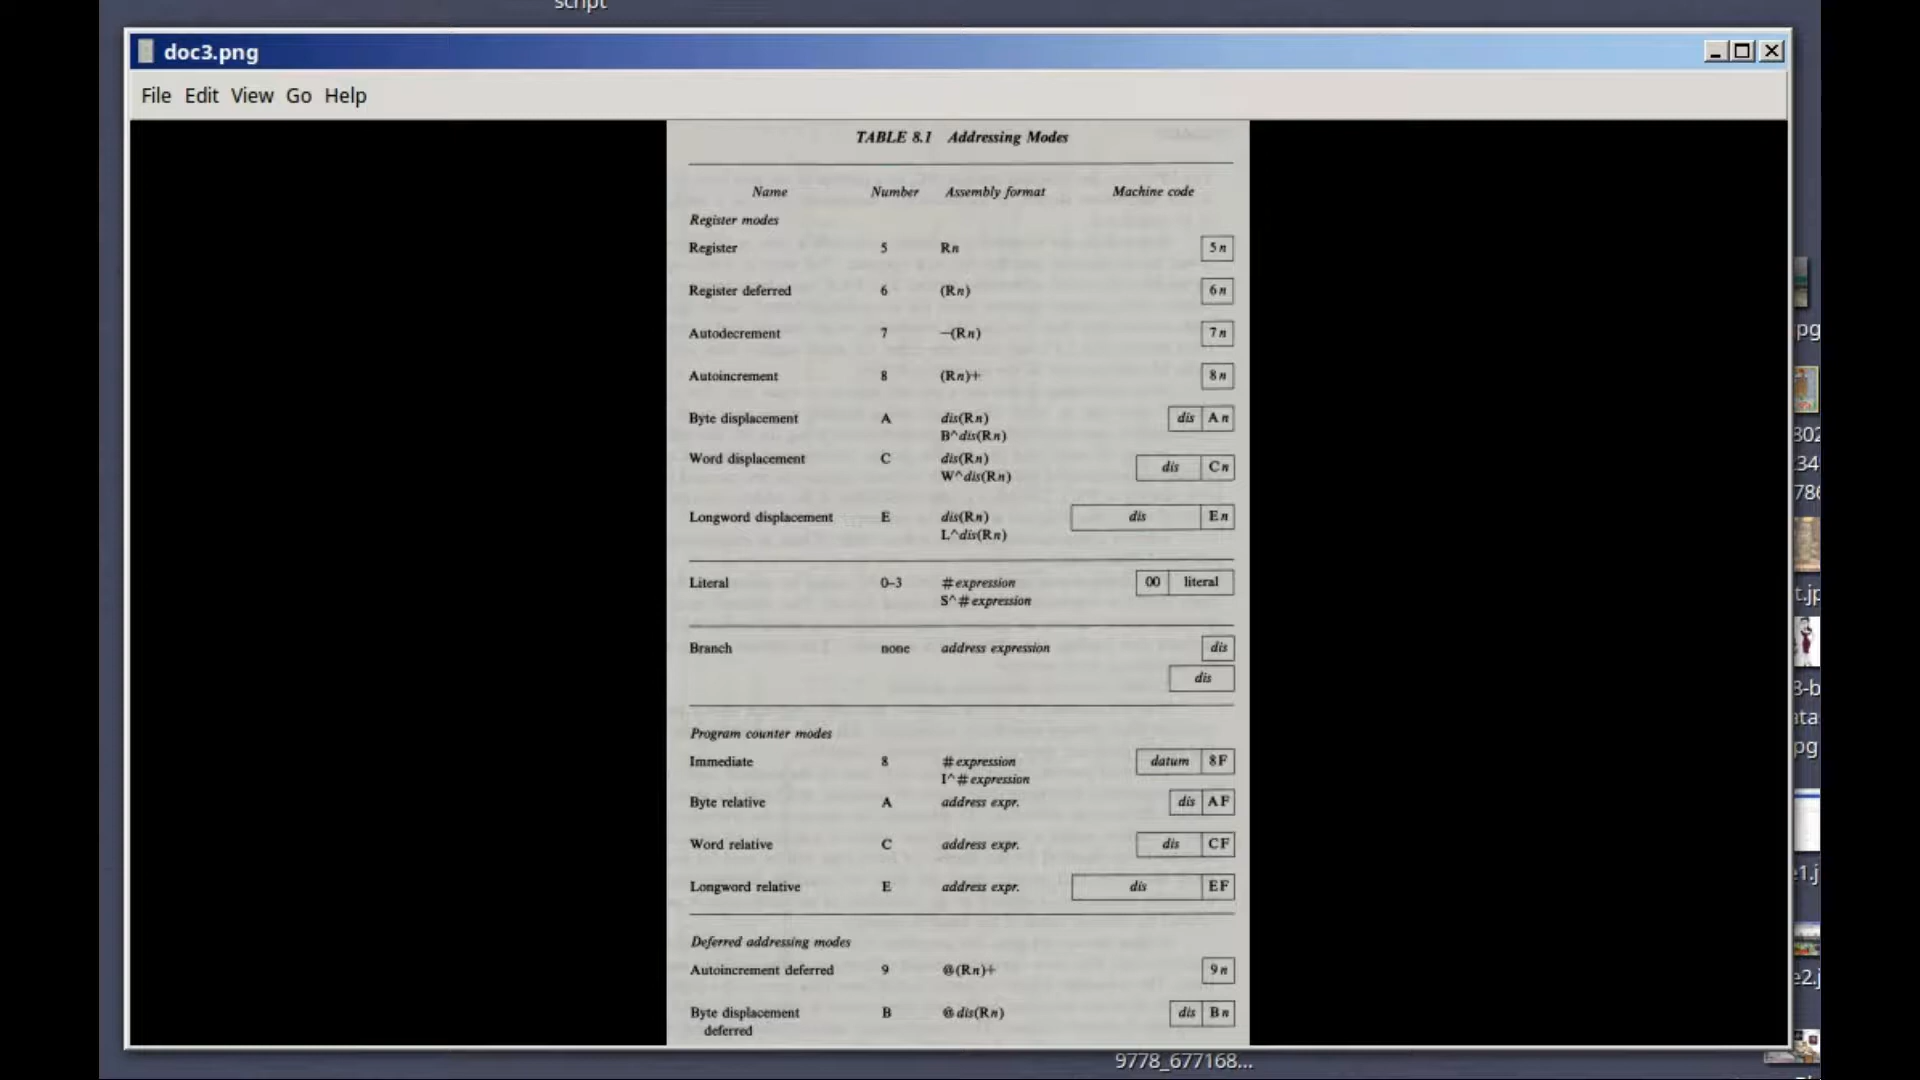 script
doc3.png
File Edit View Go Help
TABLE 8.1 Addressing Modes
Name Number Assembly format Machine code
Register modes
Register 5 Rn 5n
Register deferred 6 (Rn) 6n
Autodecrement 7 −(Rn) 7n
Autoincrement 8 (Rn)+ 8n
Byte displacement A dis(Rn) dis An
B^dis(Rn)
Word displacement C dis(Rn) dis Cn
W^dis(Rn)
Longword displacement E dis(Rn) dis En
L^dis(Rn)
Literal 0–3 #expression 00 literal
S^#expression
Branch none address expression dis
dis
Program counter modes
Immediate 8 #expression datum 8F
I^#expression
Byte relative A address expr. dis AF
Word relative C address expr. dis CF
Longword relative E address expr. dis EF
Deferred addressing modes
Autoincrement deferred 9 @(Rn)+ 9n
Byte displacement B @dis(Rn) dis Bn
deferred
9778_677168...